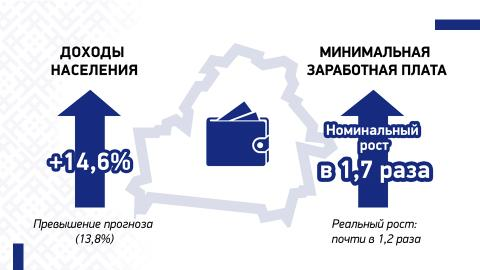 ДОХОДЫ
НАСЕЛЕНИЯ
+14,6%
Превышение прогноза
(13,8%)
МИНИМАЛЬНАЯ
ЗАРАБОТНАЯ ПЛАТА
Номинальный
рост
в 1,7 раза
Реальный рост:
почти в 1,2 раза